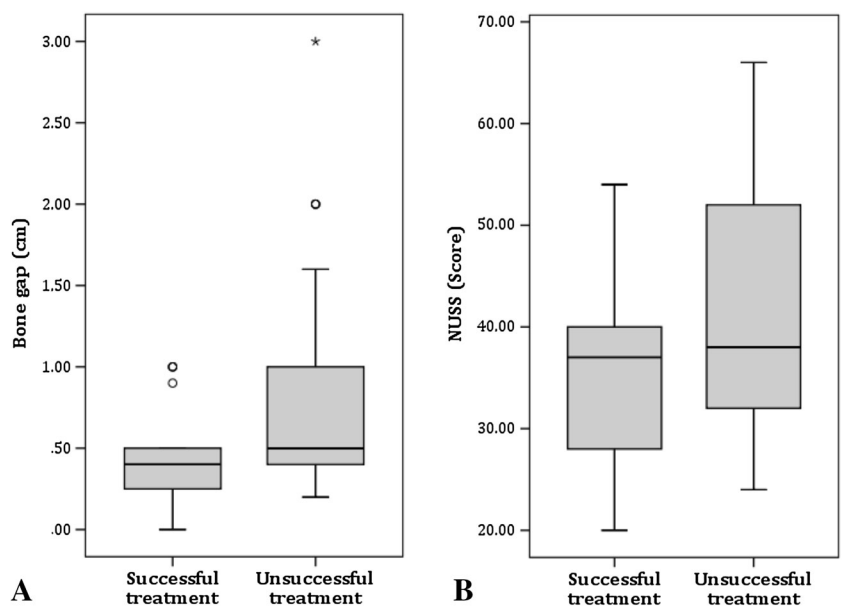 3.00
2.50
2.00
1.50
1.00
.50
.00
Bone gap (cm)
Successful
treatment
Unsuccessful
treatment
A
70.00
60.00
50.00
40.00
30.00
20.00
NUSS (Score)
Successful
treatment
Unsuccessful
treatment
B